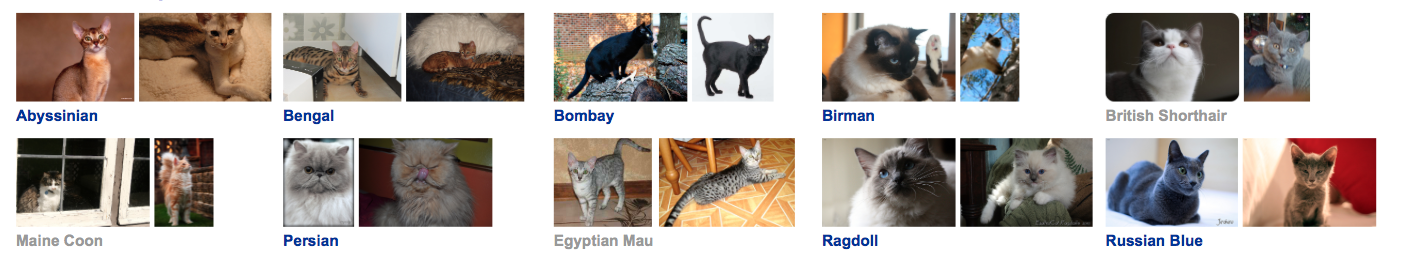 Abyssinian
Bengal
Bombay
Birman
British Shorthair
Maine Coon
Persian
Egyptian Mau
Ragdoll
Russian Blue